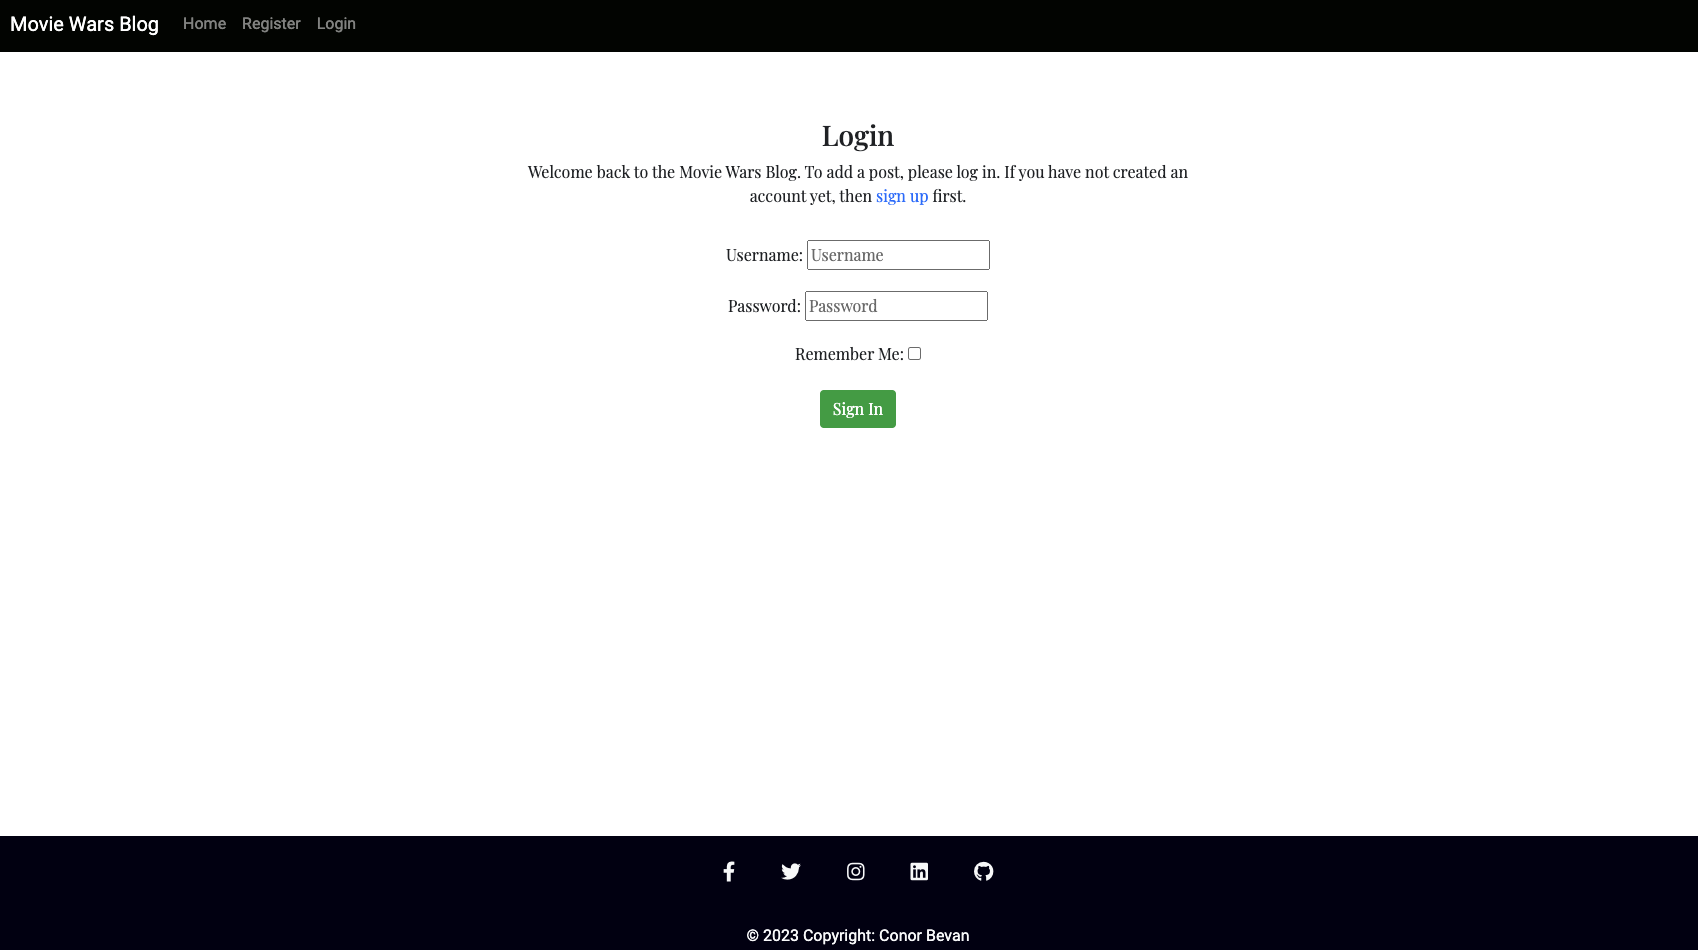 Movie Wars Blog Home Register Login
Login
Welcome back to the Movie Wars Blog. To add a post, please log in. If you have not created an
account yet, then sign up first.
Username: Username
Password: Password
Remember Me:
Sign In
© 2023 Copyright: Conor Bevan